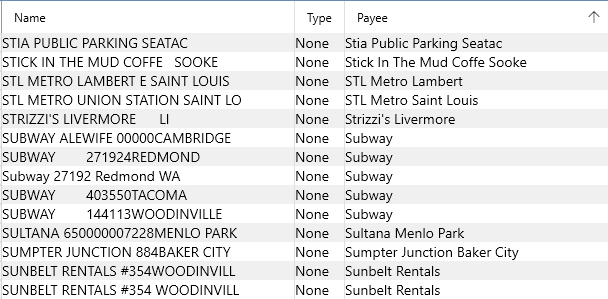 Name Type Payee
STIA PUBLIC PARKING SEATAC None Stia Public Parking Seatac
STICK IN THE MUD COFFE   SOOKE None Stick In The Mud Coffe Sooke
STL METRO LAMBERT E SAINT LOUIS None STL Metro Lambert
STL METRO UNION STATION SAINT LO None STL Metro Saint Louis
STRIZZI'S LIVERMORE       LI None Strizzi's Livermore
SUBWAY ALEWIFE 00000CAMBRIDGE None Subway
SUBWAY        271924REDMOND None Subway
Subway 27192 Redmond WA None Subway
SUBWAY        403550TACOMA None Subway
SUBWAY        144113WOODINVILLE None Subway
SULTANA 650000007228MENLO PARK None Sultana Menlo Park
SUMPTER JUNCTION 884BAKER CITY None Sumpter Junction Baker City
SUNBELT RENTALS #354WOODINVILL None Sunbelt Rentals
SUNBELT RENTALS #354 WOODINVILL None Sunbelt Rentals